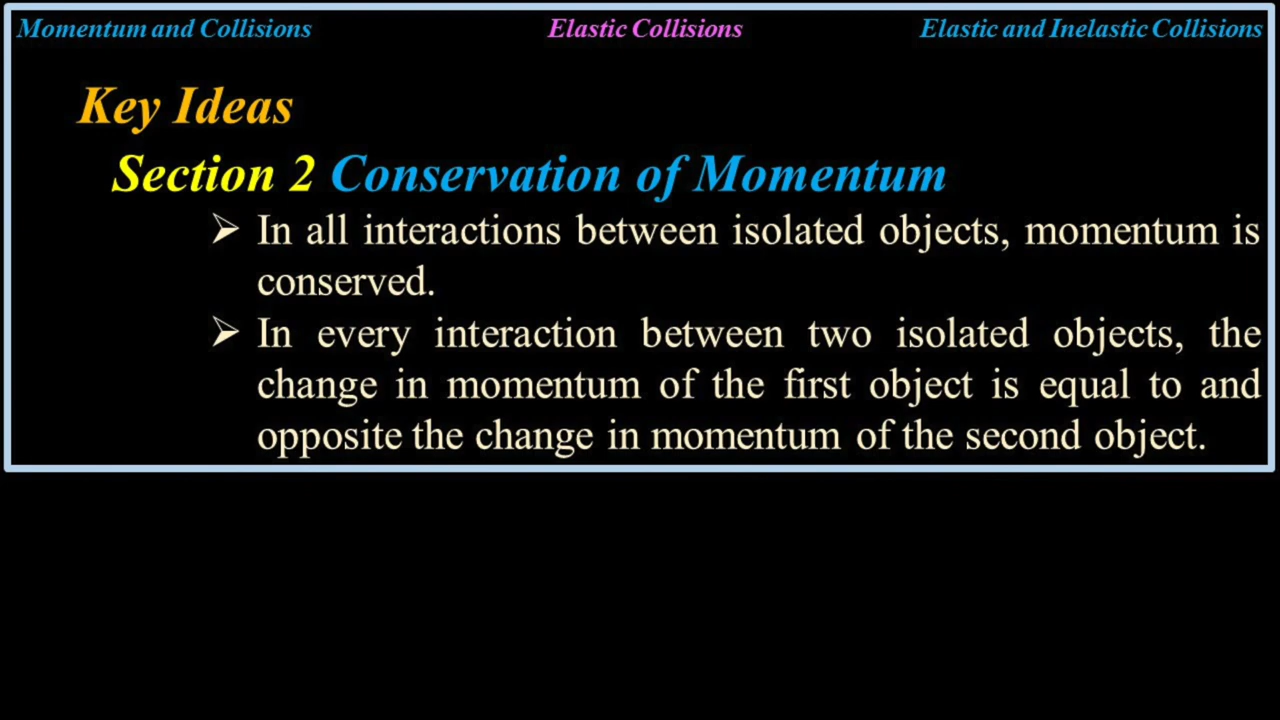 Momentum and Collisions Elastic Collisions Elastic and Inelastic Collisions
Key Ideas
Section 2 Conservation of Momentum
➢ In all interactions between isolated objects, momentum is
conserved.
➢ In every interaction between two isolated objects, the
change in momentum of the first object is equal to and
opposite the change in momentum of the second object.